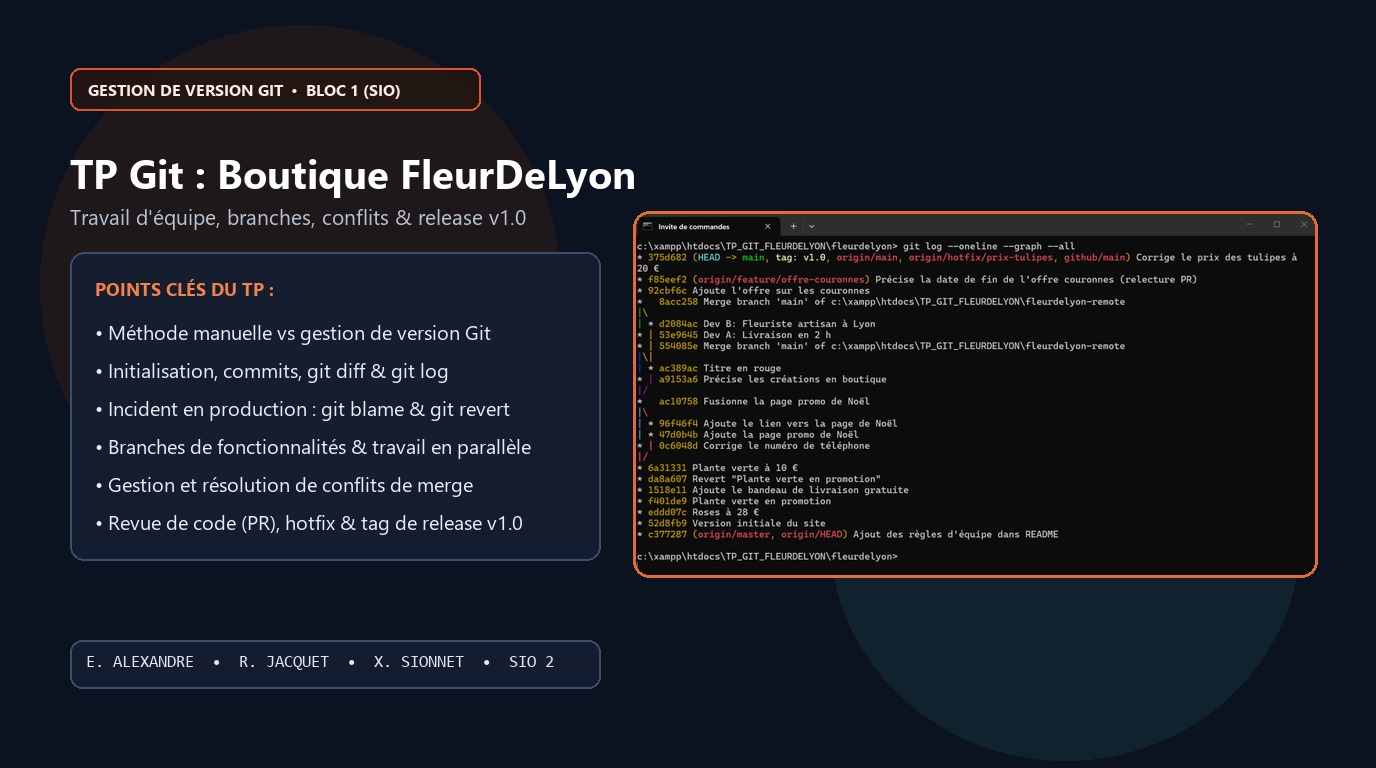 GESTION DE VERSION GIT • BLOC 1 (SIO)
TP Git : Boutique FleurDeLyon
Travail d'équipe, branches, conflits & release v1.0
POINTS CLÉS DU TP :
• Méthode manuelle vs gestion de version Git
• Initialisation, commits, git diff & git log
• Incident en production : git blame & git revert
• Branches de fonctionnalités & travail en parallèle
• Gestion et résolution de conflits de merge
• Revue de code (PR), hotfix & tag de release v1.0
E. ALEXANDRE • R. JACQUET • X. SIONNET • SIO 2
Invite de commandes
c:\xampp\htdocs\TP_GIT_FLEURDELYON\fleurdelyon> git log --oneline --graph --all
* 375d682 (HEAD -> main, tag: v1.0, origin/main, origin/hotfix/prix-tulipes, github/main) Corrige le prix des tulipes à
20 €
* f85eef2 (origin/feature/offre-couronnes) Précise la date de fin de l'offre couronnes (relecture PR)
* 92cbf6c Ajoute l'offre sur les couronnes
*   8acc258 Merge branch 'main' of c:\xampp\htdocs\TP_GIT_FLEURDELYON\fleurdelyon-remote
|\
| * d2084ac Dev B: Fleuriste artisan à Lyon
* | 53e9645 Dev A: Livraison en 2 h
* | 554085e Merge branch 'main' of c:\xampp\htdocs\TP_GIT_FLEURDELYON\fleurdelyon-remote
|\|
| * ac389ac Titre en rouge
* | a9153a6 Précise les créations en boutique
|/
*   ac10758 Fusionne la page promo de Noël
|\
| * 96f46f4 Ajoute le lien vers la page de Noël
| * 47d0b4b Ajoute la page promo de Noël
* | 0c6048d Corrige le numéro de téléphone
|/
* 6a31331 Plante verte à 10 €
* da8a607 Revert "Plante verte en promotion"
* 1518e11 Ajoute le bandeau de livraison gratuite
* f401de9 Plante verte en promotion
* eddd07c Roses à 28 €
* 52d8fb9 Version initiale du site
* c377287 (origin/master, origin/HEAD) Ajout des règles d'équipe dans README
c:\xampp\htdocs\TP_GIT_FLEURDELYON\fleurdelyon>